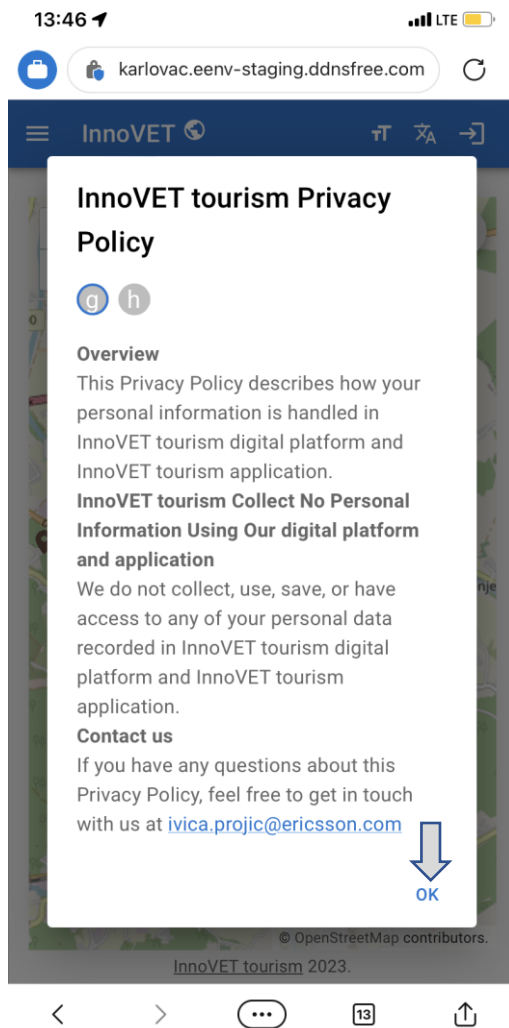 13:46
LTE
karlovac.eenv-staging.ddnsfree.com
InnoVET
InnoVET tourism Privacy
Policy
g h
Overview
This Privacy Policy describes how your
personal information is handled in
InnoVET tourism digital platform and
InnoVET tourism application.
InnoVET tourism Collect No Personal
Information Using Our digital platform
and application
We do not collect, use, save, or have
access to any of your personal data
recorded in InnoVET tourism digital
platform and InnoVET tourism
application.
Contact us
If you have any questions about this
Privacy Policy, feel free to get in touch
with us at ivica.projic@ericsson.com
OK
© OpenStreetMap contributors.
InnoVET tourism 2023.
13